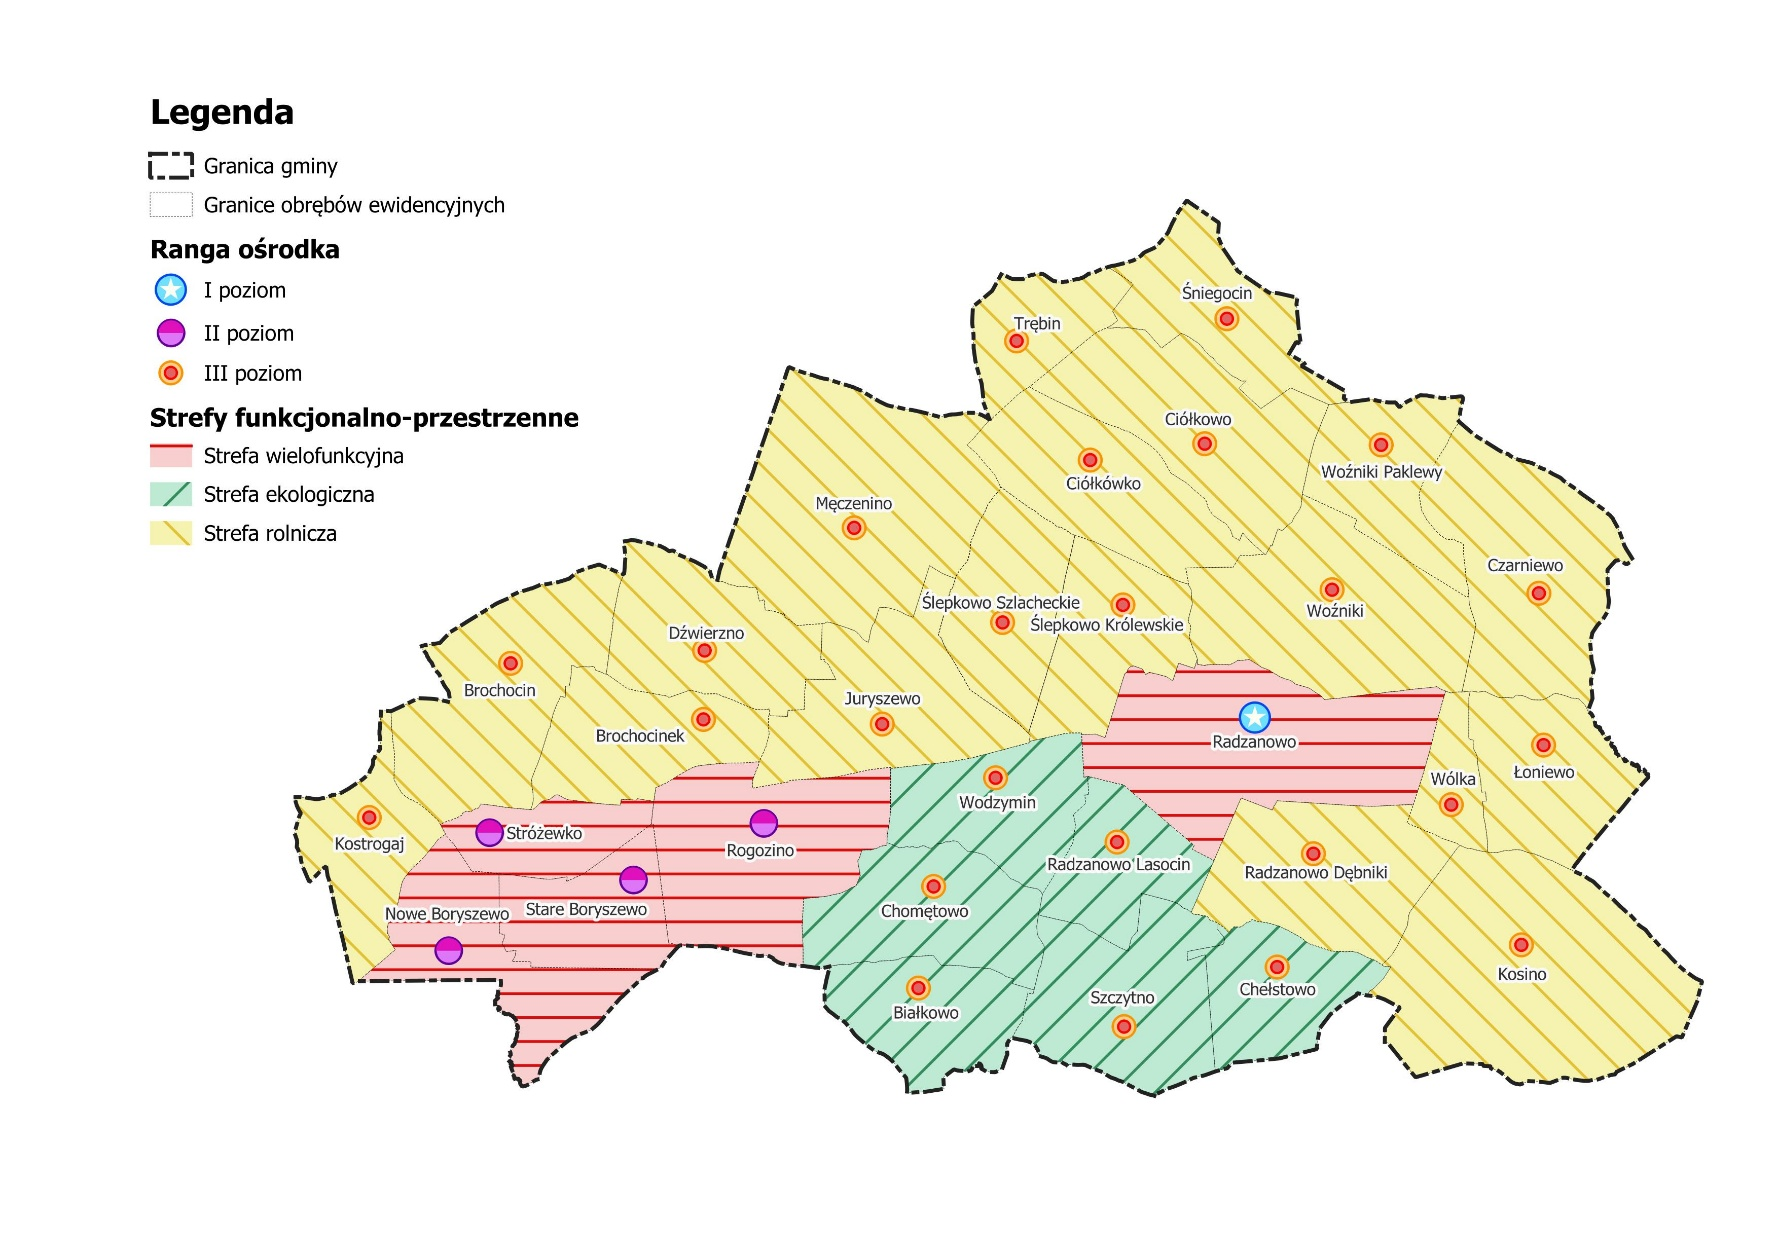 Legenda
Granica gminy
Granice obrębów ewidencyjnych
Ranga ośrodka
I poziom
II poziom
III poziom
Strefy funkcjonalno-przestrzenne
Strefa wielofunkcyjna
Strefa ekologiczna
Strefa rolnicza
Śniegocin
Trębin
Ciółkowo
Woźniki Paklewy
Ciółkówko
Męczenino
Czarniewo
Ślepkowo Szlacheckie
Woźniki
Ślepkowo Królewskie
Dźwierzno
Brochocin
Juryszewo
Brochocinek
Radzanowo
Łoniewo
Wólka
Wodzymin
Stróżewko
Kostrogaj
Rogozino
Radzanowo Lasocin
Radzanowo Dębniki
Stare Boryszewo
Chomętowo
Nowe Boryszewo
Kosino
Chełstowo
Szczytno
Białkowo